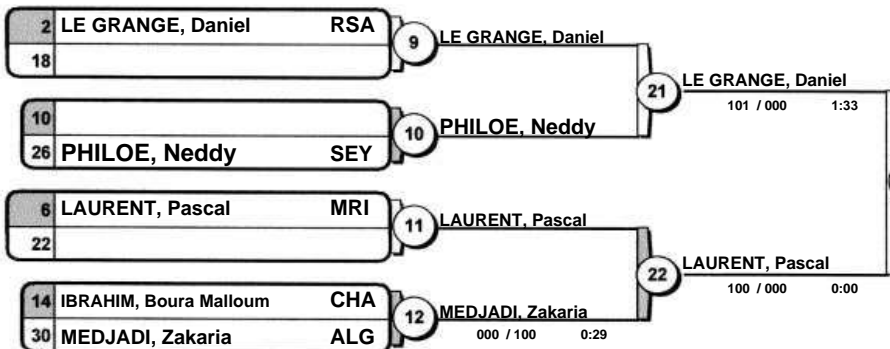 2 LE GRANGE, Daniel RSA
18
9
LE GRANGE, Daniel
10
26 PHILOE, Neddy SEY
10
PHILOE, Neddy
21
LE GRANGE, Daniel
101 / 000 1:33
6 LAURENT, Pascal MRI
22
11
LAURENT, Pascal
14 IBRAHIM, Boura Malloum CHA
30 MEDJADI, Zakaria ALG
12
MEDJADI, Zakaria
000 / 100 0:29
22
LAURENT, Pascal
100 / 000 0:00